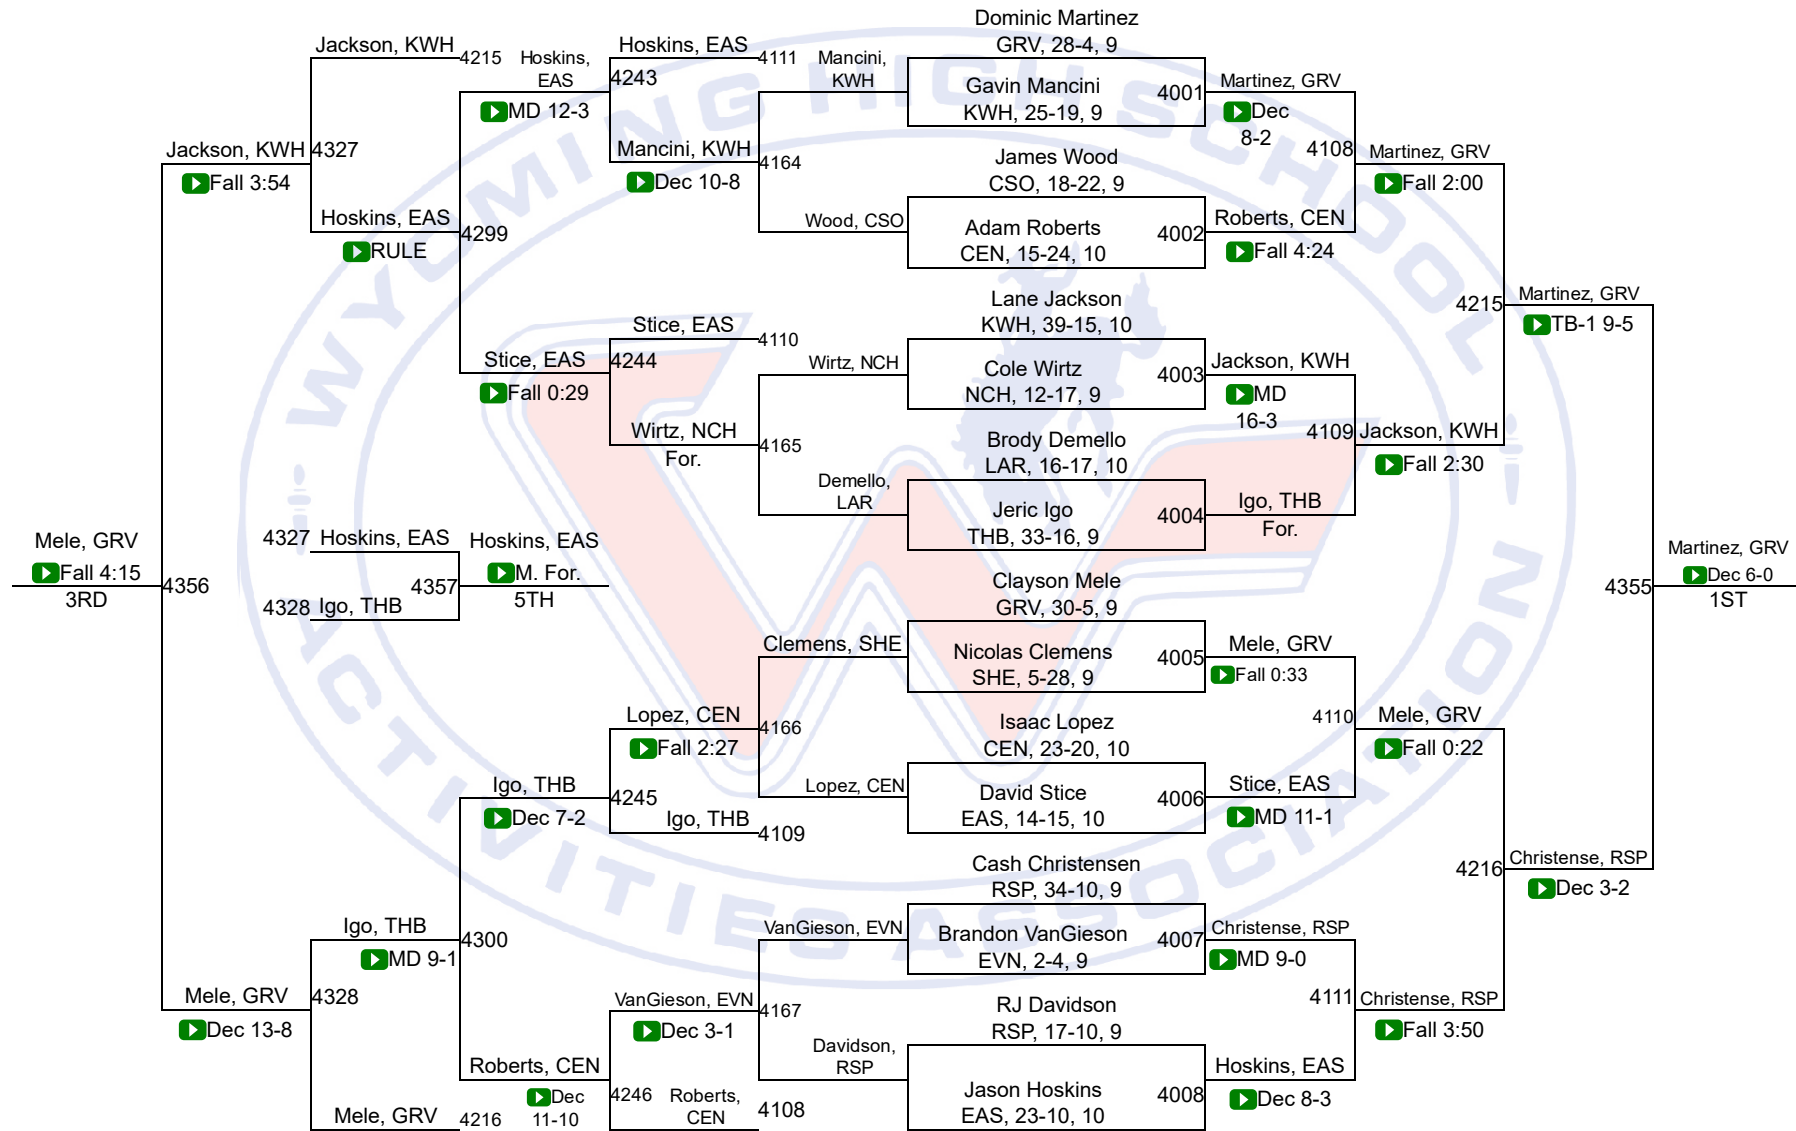 WYOMING HIGH SCHOOL
ACTIVITIES ASSOCIATION
Jackson, KWH
4215
Hoskins,
EAS
MD 12-3
Hoskins, EAS
4111
4243
Mancini, KWH
Dec 10-8
4164
Mancini,
KWH
Wood, CSO
Jackson, KWH
Fall 3:54
4327
Hoskins, EAS
RULE
4299
Stice, EAS
Fall 0:29
Stice, EAS
4110
4244
Wirtz, NCH
For.
4165
Wirtz, NCH
Demello,
LAR
Mele, GRV
Fall 4:15
3RD
4356
4327
Hoskins, EAS
4328
Igo, THB
4357
Hoskins, EAS
M. For.
5TH
Clemens, SHE
Lopez, CEN
Fall 2:27
4166
Lopez, CEN
Igo, THB
Dec 7-2
4245
Igo, THB
4109
Igo, THB
MD 9-1
4300
Mele, GRV
Dec 13-8
4328
VanGieson, EVN
VanGieson, EVN
Dec 3-1
4167
Davidson,
RSP
Roberts, CEN
Dec
11-10
4246
Roberts,
CEN
4108
Mele, GRV
4216
Dominic Martinez
GRV, 28-4, 9
Gavin Mancini
KWH, 25-19, 9
4001
Martinez, GRV
Dec
8-2
James Wood
CSO, 18-22, 9
Adam Roberts
CEN, 15-24, 10
4002
Roberts, CEN
Fall 4:24
4108
Martinez, GRV
Fall 2:00
Lane Jackson
KWH, 39-15, 10
Cole Wirtz
NCH, 12-17, 9
4003
Jackson, KWH
MD
16-3
Brody Demello
LAR, 16-17, 10
Jeric Igo
THB, 33-16, 9
4004
Igo, THB
For.
4109
Jackson, KWH
Fall 2:30
4215
Martinez, GRV
TB-1 9-5
Clayson Mele
GRV, 30-5, 9
Nicolas Clemens
SHE, 5-28, 9
4005
Mele, GRV
Fall 0:33
Isaac Lopez
CEN, 23-20, 10
David Stice
EAS, 14-15, 10
4006
Stice, EAS
MD 11-1
4110
Mele, GRV
Fall 0:22
Cash Christensen
RSP, 34-10, 9
Brandon VanGieson
EVN, 2-4, 9
4007
Christense, RSP
MD 9-0
RJ Davidson
RSP, 17-10, 9
Jason Hoskins
EAS, 23-10, 10
4008
Hoskins, EAS
Dec 8-3
4111
Christense, RSP
Fall 3:50
4216
Christense, RSP
Dec 3-2
4355
Martinez, GRV
Dec 6-0
1ST